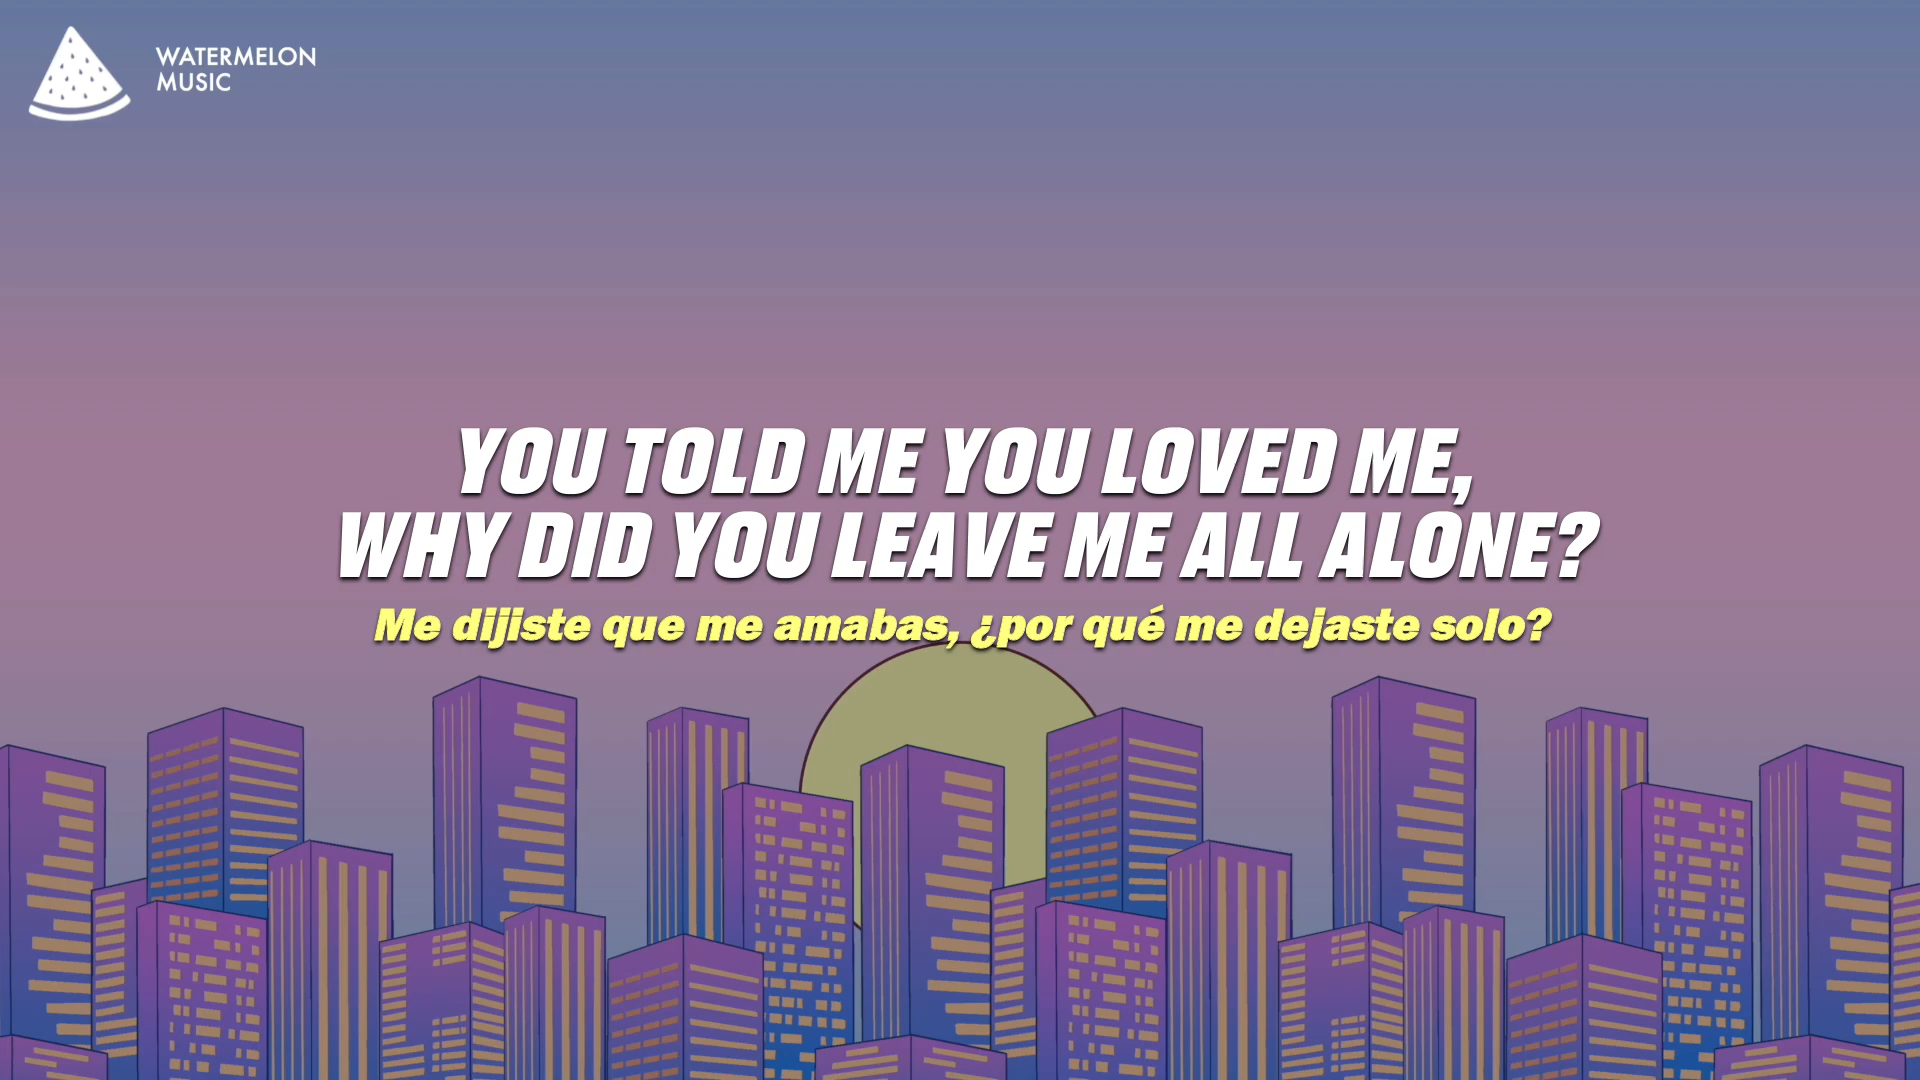 WATERMELON
MUSIC
YOU TOLD ME YOU LOVED ME,
WHY DID YOU LEAVE ME ALL ALONE?
Me dijiste que me amabas, ¿por qué me dejaste solo?